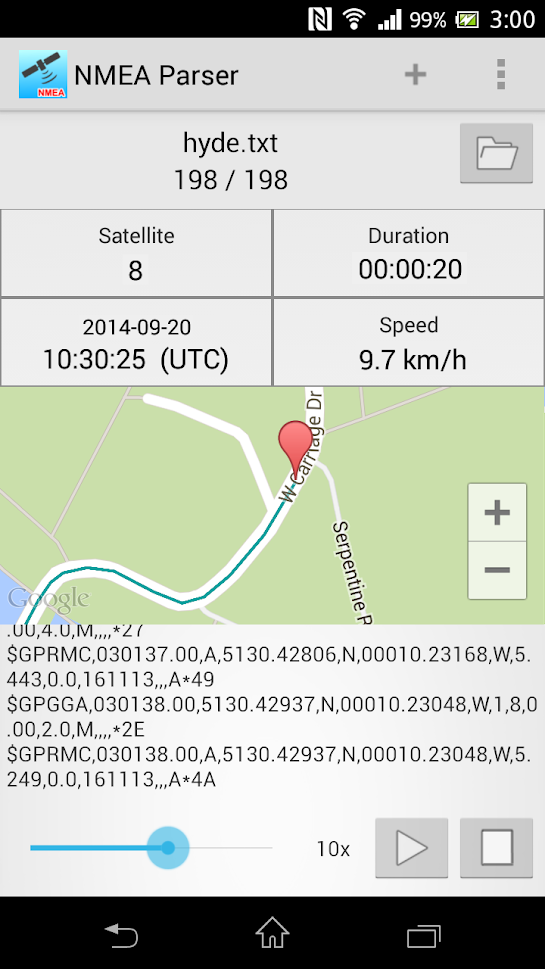 99% 3:00
NMEA
NMEA Parser
hyde.txt
198 / 198
Satellite
8
Duration
00:00:20
2014-09-20
10:30:25 (UTC)
Speed
9.7 km/h
W Carriage Dr
Serpentine R
Google
.00,4.0,M,,,,*27
$GPRMC,030137.00,A,5130.42806,N,00010.23168,W,5.
443,0.0,161113,,,A*49
$GPGGA,030138.00,5130.42937,N,00010.23048,W,1,8,0
.00,2.0,M,,,,*2E
$GPRMC,030138.00,A,5130.42937,N,00010.23048,W,5.
249,0.0,161113,,,A*4A
10x